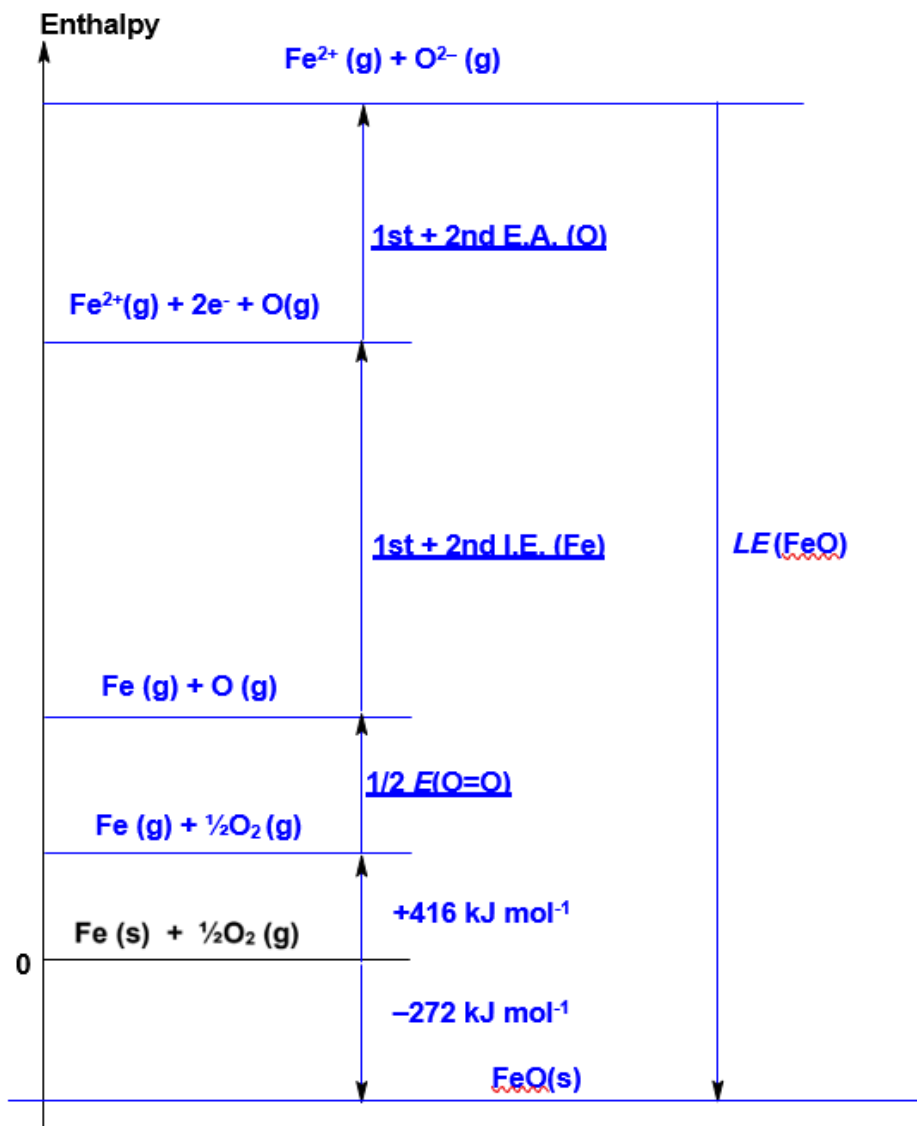 Enthalpy
Fe²⁺ (g) + O²⁻ (g)
1st + 2nd E.A. (O)
Fe²⁺(g) + 2e⁻ + O(g)
1st + 2nd I.E. (Fe)
LE (FeO)
Fe (g) + O (g)
1/2 E(O=O)
Fe (g) + ½O₂ (g)
+416 kJ mol⁻¹
Fe (s) + ½O₂ (g)
0
–272 kJ mol⁻¹
FeO(s)